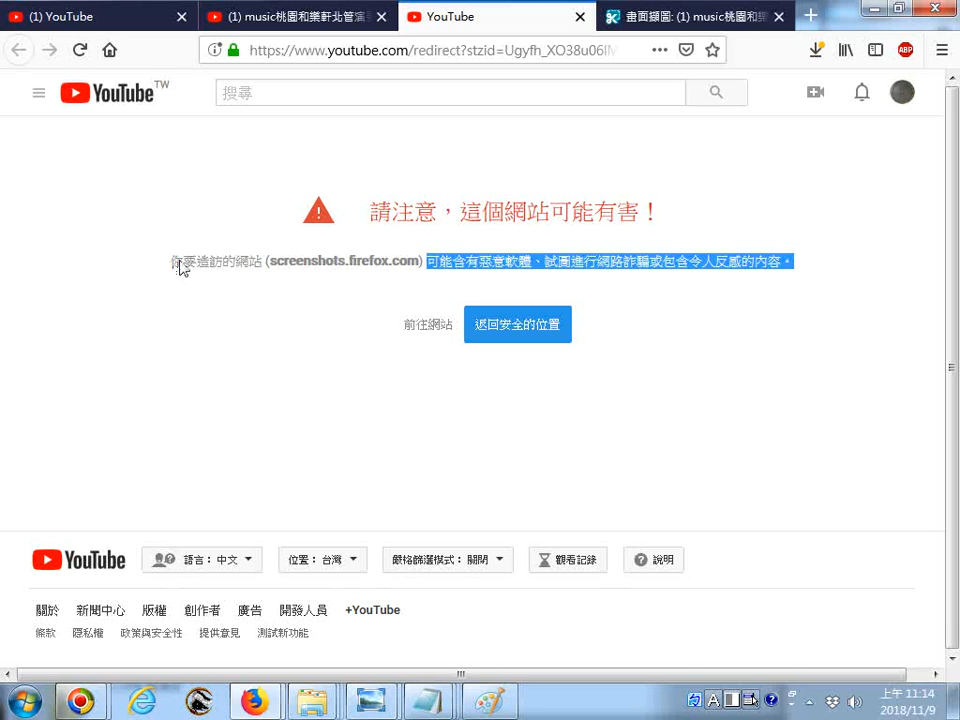 (1) YouTube
(1) music桃園和樂軒北管
YouTube
畫面擷圖: (1) music桃園和樂
https://www.youtube.com/redirect?stzid=Ugyfh_XO38u06l
ABP
YouTube TW
搜尋
請注意，這個網站可能有害！
你要造訪的網站 (screenshots.firefox.com) 可能含有惡意軟體、試圖進行網路詐騙或包含令人反感的內容。
前往網站
返回安全的位置
YouTube
語言：中文
位置：台灣
嚴格篩選模式：關閉
觀看記錄
說明
關於 新聞中心 版權 創作者 廣告 開發人員 +YouTube
條款 隱私權 政策與安全性 提供意見 測試新功能
A
上午 11:14
2018/11/9